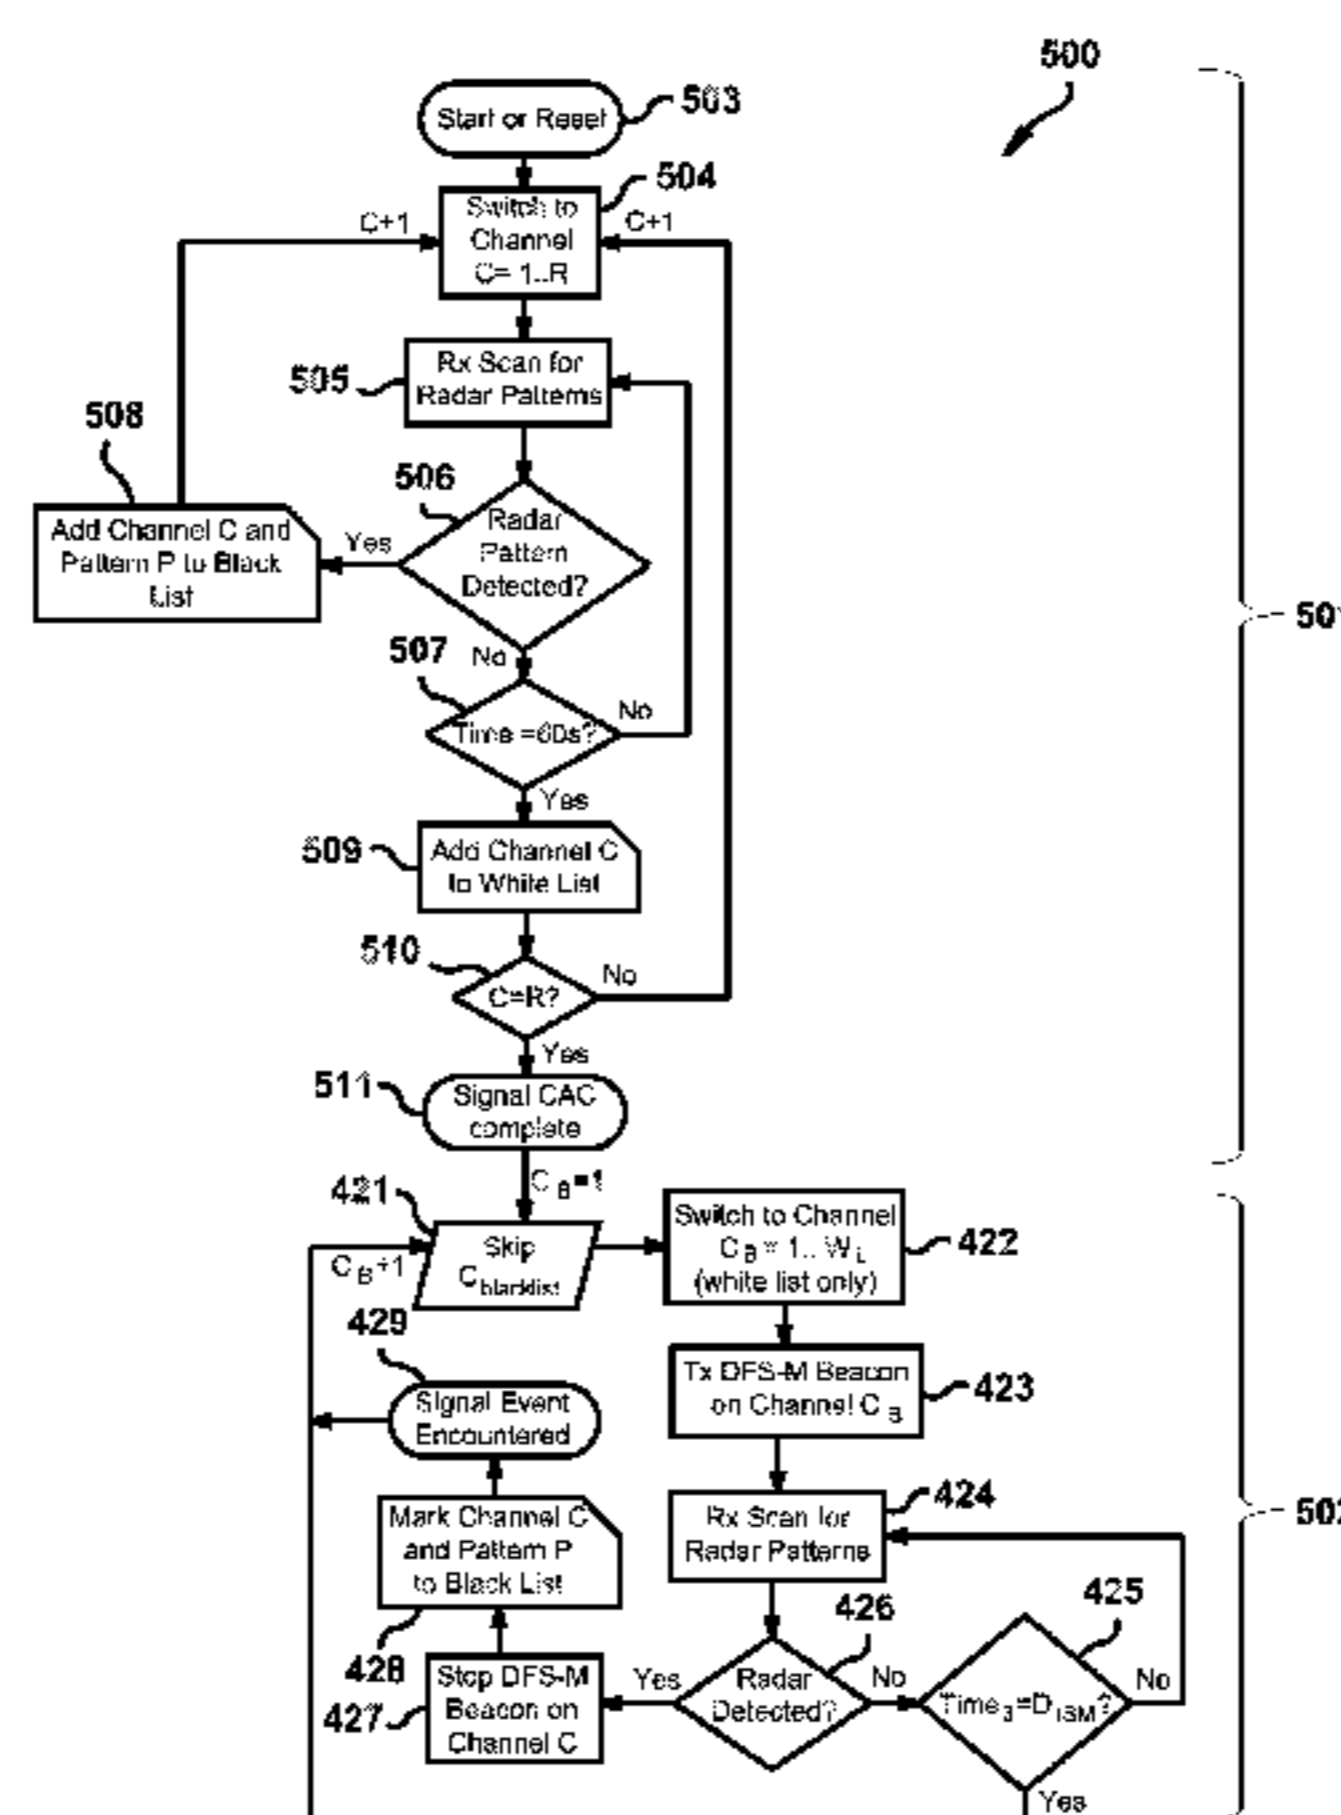 500
Start or Reset
503
504
Switch to
Channel
C= 1..R
C+1
C+1
505
Rx Scan for
Radar Patterns
508
506
Add Channel C and
Pattern P to Black
List
Yes
Radar
Pattern
Detected?
507
No
Time =60s?
No
Yes
509
Add Channel C
to White List
510
C=R?
No
Yes
511
Signal CAC
complete
C B =1
421
C B +1
Skip
C blacklist
Switch to Channel
C B = 1.. W L
(white list only)
422
429
Signal Event
Encountered
Tx DFS-M Beacon
on Channel C B
423
Mark Channel C
and Pattern P
to Black List
428
Rx Scan for
Radar Patterns
424
Stop DFS-M
Beacon on
Channel C
427
Yes
Radar
Detected?
426
No
425
No
Yes